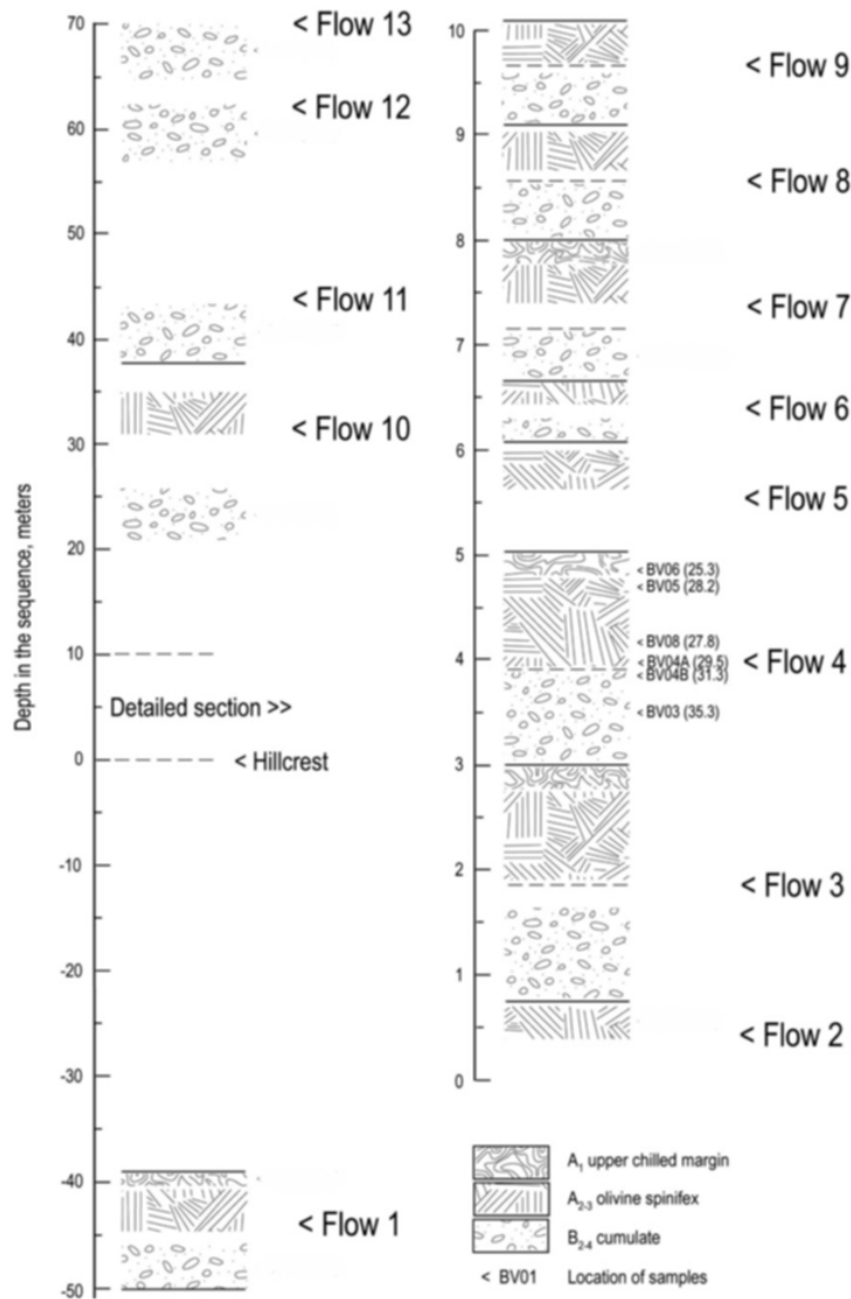 70
60
50
40
30
20
10
0
-10
-20
-30
-40
-50
Depth in the sequence, meters
< Flow 13
< Flow 12
< Flow 11
< Flow 10
Detailed section >>
< Hillcrest
< Flow 1
10
9
8
7
6
5
4
3
2
1
0
< Flow 9
< Flow 8
< Flow 7
< Flow 6
< Flow 5
< BV06 (25.3)
< BV05 (28.2)
< BV08 (27.8)
< BV04A (29.5)
< BV04B (31.3)
< BV03 (35.3)
< Flow 4
< Flow 3
< Flow 2
A1 upper chilled margin
A2-3 olivine spinifex
B2-4 cumulate
< BV01 Location of samples